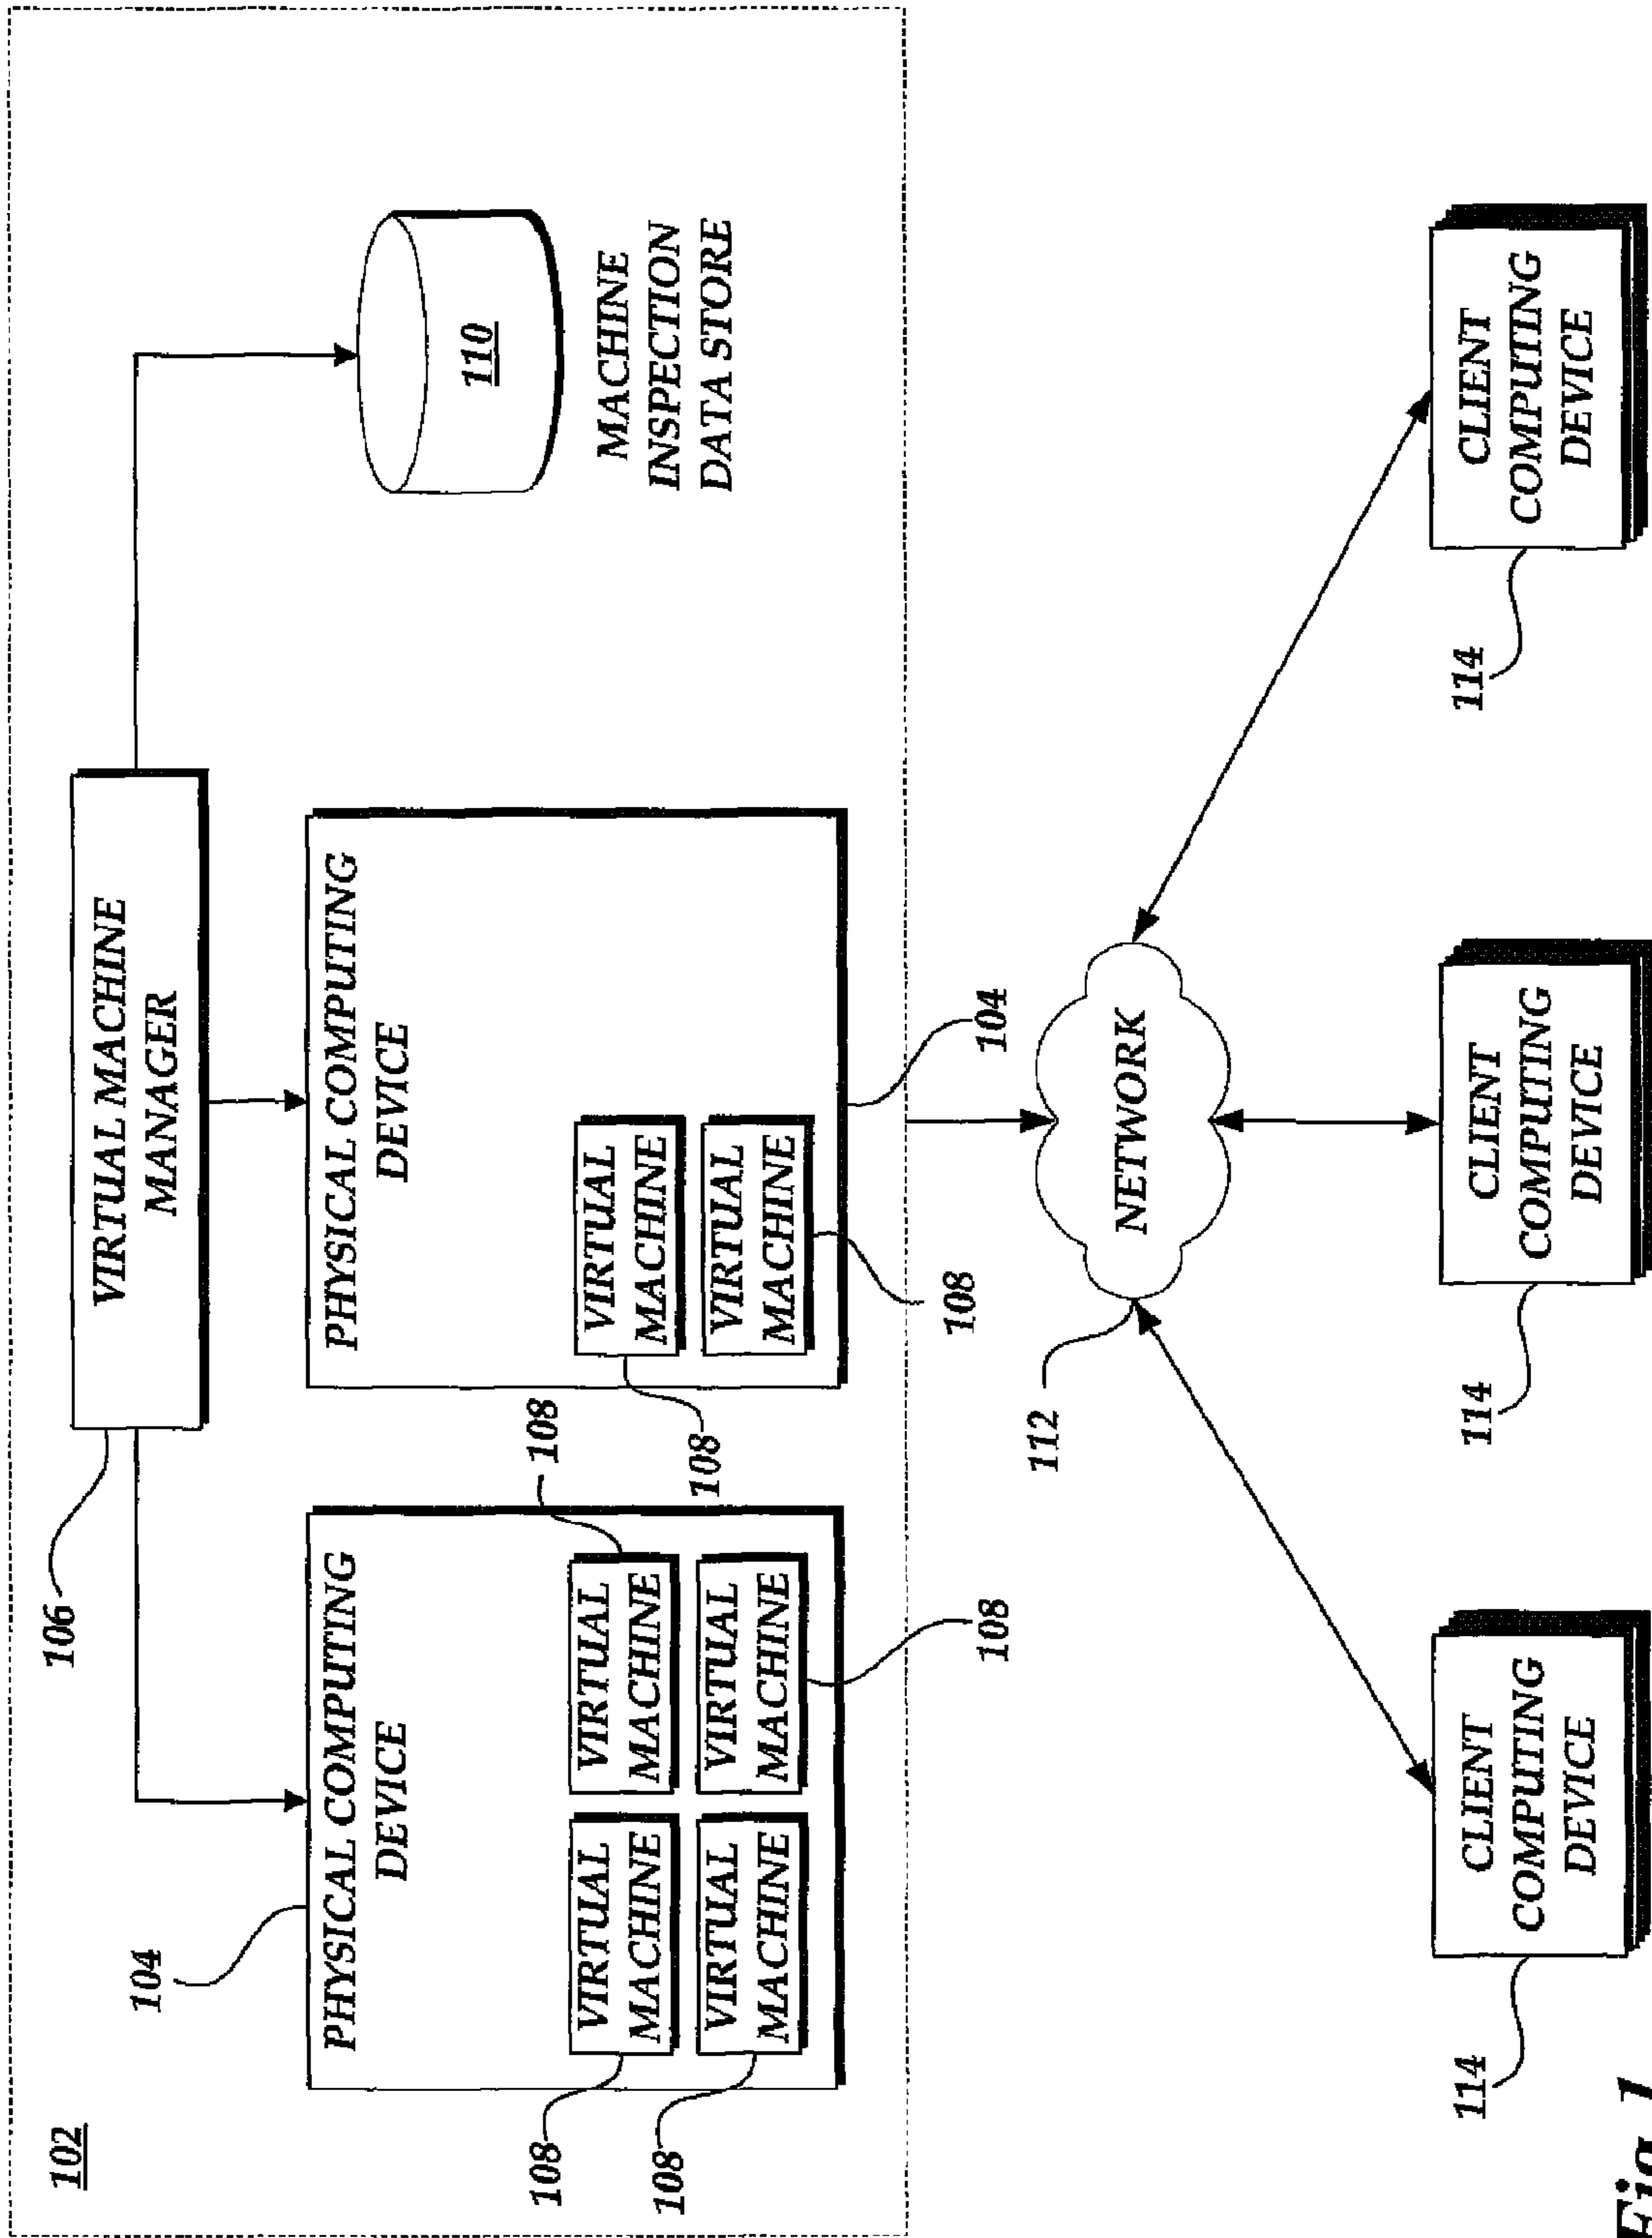 102
VIRTUAL MACHINE
MANAGER
106
104
PHYSICAL COMPUTING
DEVICE
VIRTUAL
MACHINE
VIRTUAL
MACHINE
VIRTUAL
MACHINE
VIRTUAL
MACHINE
108
108
108
108
PHYSICAL COMPUTING
DEVICE
VIRTUAL
MACHINE
VIRTUAL
MACHINE
108
108
104
110
MACHINE
INSPECTION
DATA STORE
NETWORK
112
CLIENT
COMPUTING
DEVICE
114
CLIENT
COMPUTING
DEVICE
114
CLIENT
COMPUTING
DEVICE
114
Fig. 1